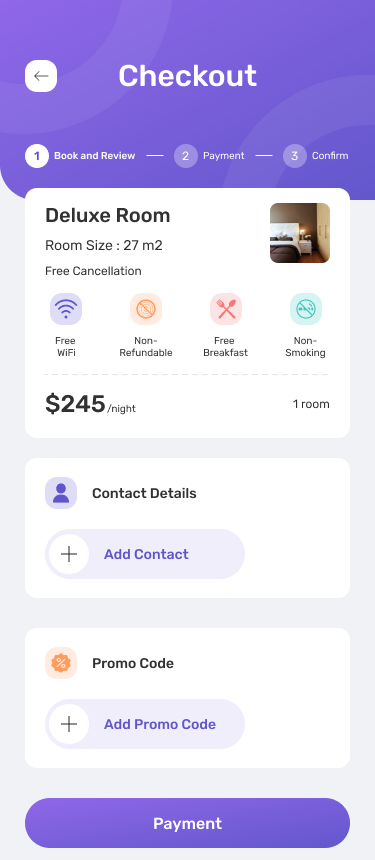 Checkout
1 Book and Review 2 Payment 3 Confirm
Deluxe Room
Room Size : 27 m2
Free Cancellation
Free
WiFi
Non-
Refundable
Free
Breakfast
Non-
Smoking
$245/night
1 room
Contact Details
Add Contact
Promo Code
Add Promo Code
Payment